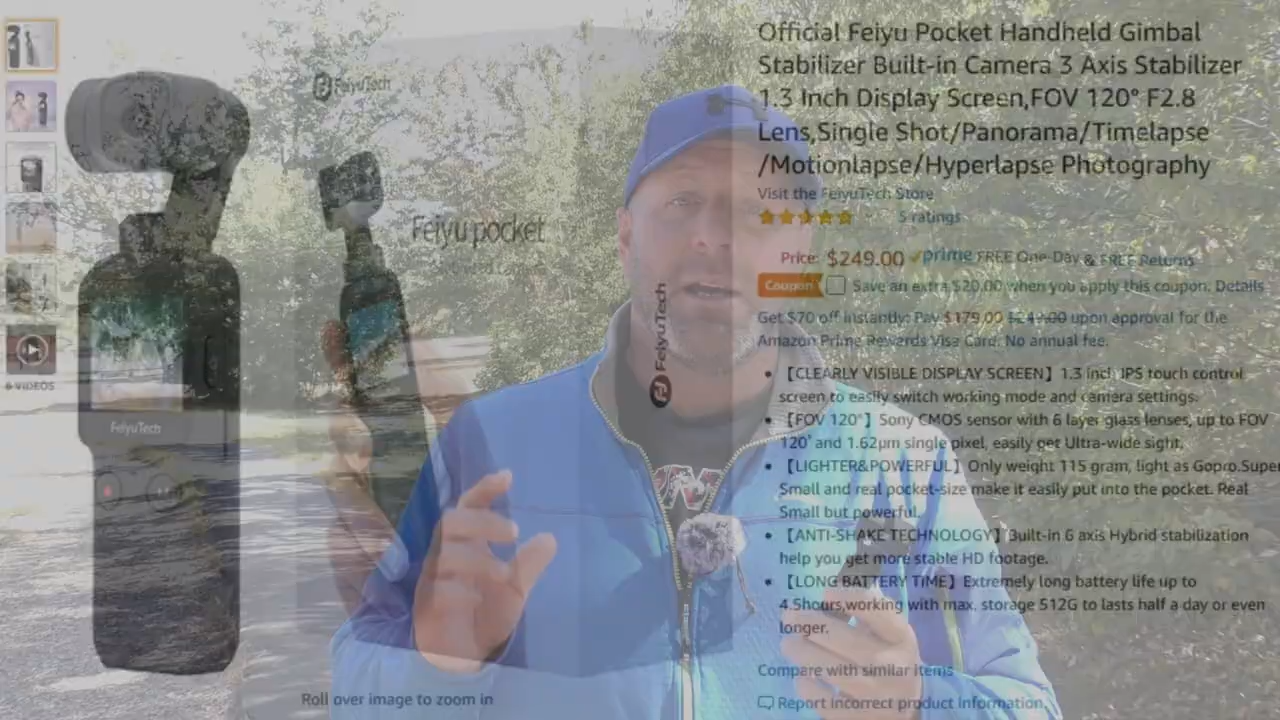 Official Feiyu Pocket Handheld Gimbal
Stabilizer Built-in Camera 3 Axis Stabilizer
1.3 Inch Display Screen,FOV 120° F2.8
Lens,Single Shot/Panorama/Timelapse
/Motionlapse/Hyperlapse Photography
Visit the FeiyuTech Store
5 ratings
Price: $249.00 prime FREE One-Day & FREE Returns
Coupon Save an extra $20.00 when you apply this coupon. Details
Get $70 off instantly: Pay $179.00 $249.00 upon approval for the
Amazon Prime Rewards Visa Card. No annual fee.
【CLEARLY VISIBLE DISPLAY SCREEN】1.3 inch IPS touch control
screen to easily switch working mode and camera settings.
【FOV 120°】Sony CMOS sensor with 6 layer glass lenses, up to FOV
120° and 1.62μm single pixel, easily get Ultra-wide sight.
【LIGHTER&POWERFUL】Only weight 115 gram, light as Gopro.Super
Small and real pocket-size make it easily put into the pocket. Real
Small but powerful.
【ANTI-SHAKE TECHNOLOGY】Built-in 6 axis Hybrid stabilization
help you get more stable HD footage.
【LONG BATTERY TIME】Extremely long battery life up to
4.5hours,working with max. storage 512G to lasts half a day or even
longer.
Compare with similar items
Report incorrect product information.
FeiyuTech
Feiyu pocket
FeiyuTech
FeiyuTech
6 VIDEOS
Roll over image to zoom in